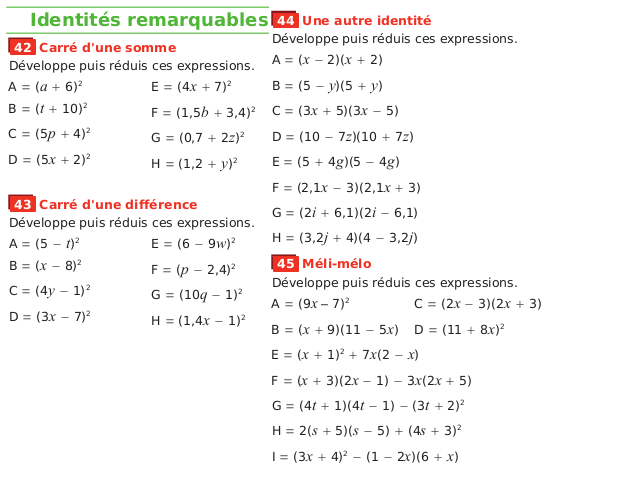 Identités remarquables
42 Carré d'une somme
Développe puis réduis ces expressions.
A = (a + 6)²
B = (t + 10)²
C = (5p + 4)²
D = (5x + 2)²
E = (4x + 7)²
F = (1,5b + 3,4)²
G = (0,7 + 2z)²
H = (1,2 + y)²
43 Carré d'une différence
Développe puis réduis ces expressions.
A = (5 − t)²
B = (x − 8)²
C = (4y − 1)²
D = (3x − 7)²
E = (6 − 9w)²
F = (p − 2,4)²
G = (10q − 1)²
H = (1,4x − 1)²
44 Une autre identité
Développe puis réduis ces expressions.
A = (x − 2)(x + 2)
B = (5 − y)(5 + y)
C = (3x + 5)(3x − 5)
D = (10 − 7z)(10 + 7z)
E = (5 + 4g)(5 − 4g)
F = (2,1x − 3)(2,1x + 3)
G = (2i + 6,1)(2i − 6,1)
H = (3,2j + 4)(4 − 3,2j)
45 Méli-mélo
Développe puis réduis ces expressions.
A = (9x – 7)² C = (2x − 3)(2x + 3)
B = (x + 9)(11 − 5x) D = (11 + 8x)²
E = (x + 1)² + 7x(2 − x)
F = (x + 3)(2x − 1) − 3x(2x + 5)
G = (4t + 1)(4t − 1) − (3t + 2)²
H = 2(s + 5)(s − 5) + (4s + 3)²
I = (3x + 4)² − (1 − 2x)(6 + x)